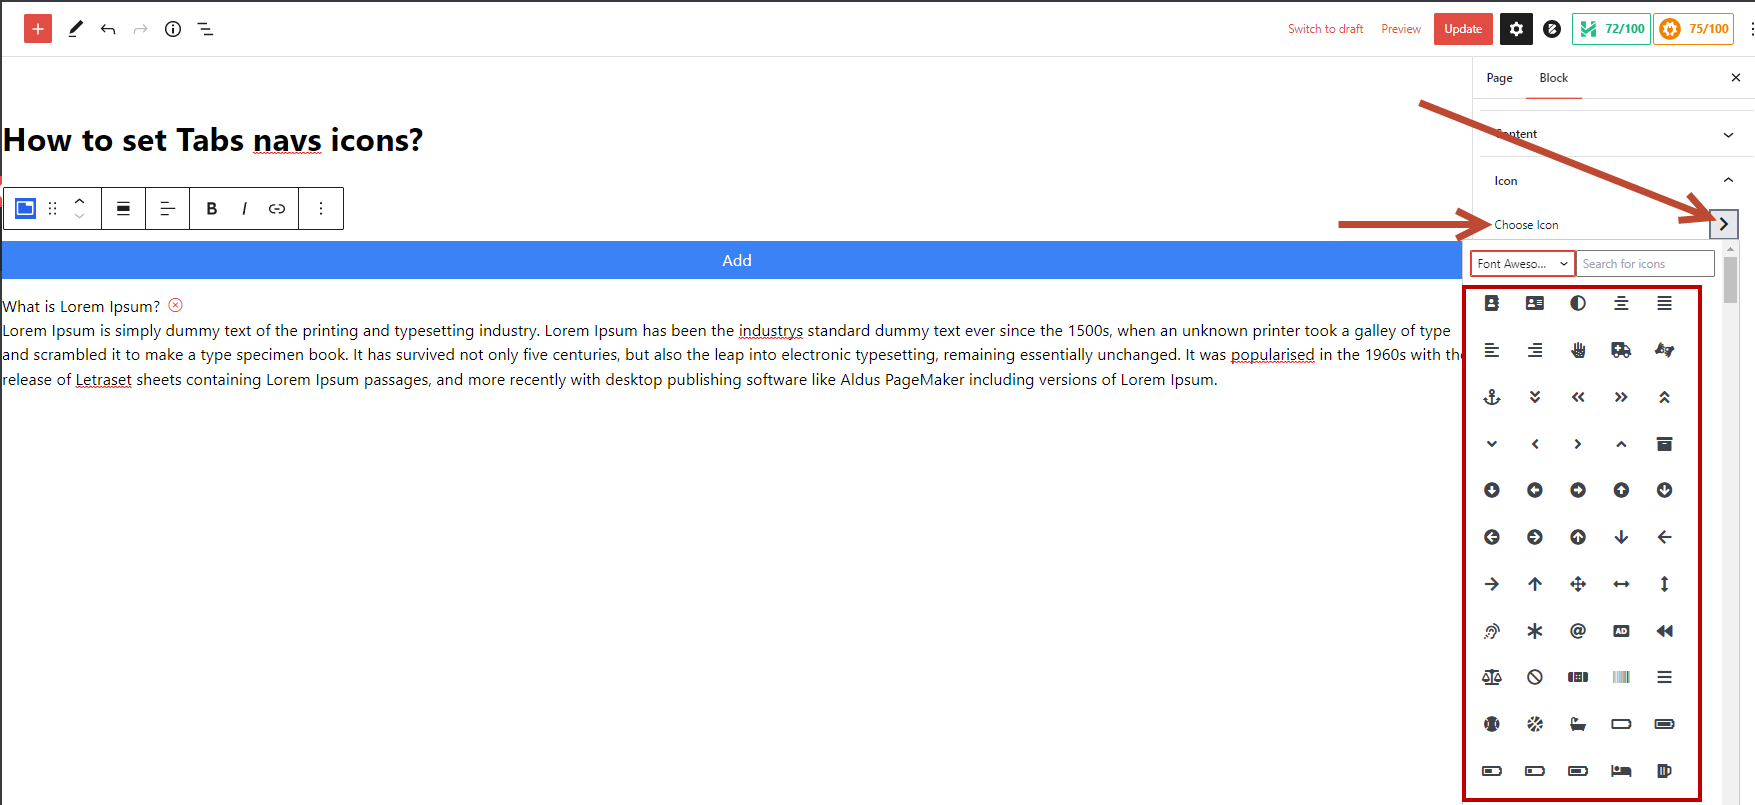 Switch to draft Preview Update 72/100 75/100
Page Block
Content
How to set Tabs navs icons?
Icon
B I
Choose Icon
Add
Font Aweso... Search for icons
What is Lorem Ipsum?
Lorem Ipsum is simply dummy text of the printing and typesetting industry. Lorem Ipsum has been the industrys standard dummy text ever since the 1500s, when an unknown printer took a galley of type
and scrambled it to make a type specimen book. It has survived not only five centuries, but also the leap into electronic typesetting, remaining essentially unchanged. It was popularised in the 1960s with the
release of Letraset sheets containing Lorem Ipsum passages, and more recently with desktop publishing software like Aldus PageMaker including versions of Lorem Ipsum.
AD